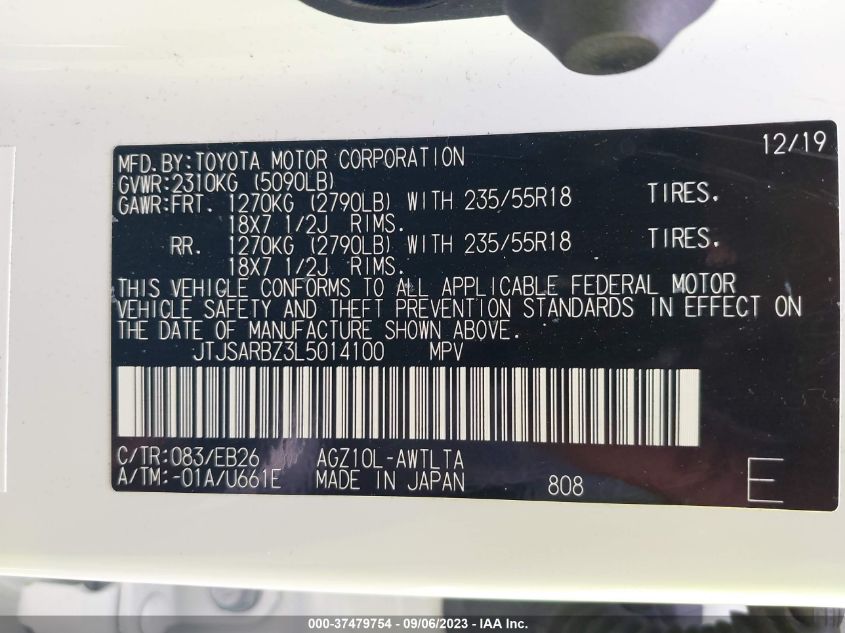 12/19
MFD.BY:TOYOTA MOTOR CORPORATION
GVWR:2310KG (5090LB)
GAWR:FRT. 1270KG (2790LB) WITH 235/55R18 TIRES.
18X7 1/2J RIMS.
RR. 1270KG (2790LB) WITH 235/55R18 TIRES.
18X7 1/2J RIMS.
THIS VEHICLE CONFORMS TO ALL APPLICABLE FEDERAL MOTOR
VEHICLE SAFETY AND THEFT PREVENTION STANDARDS IN EFFECT ON
THE DATE OF MANUFACTURE SHOWN ABOVE.
JTJSARBZ3L5014100 MPV
C/TR:083/EB26 AGZ10L-AWTLTA
A/TM:-01A/U661E MADE IN JAPAN 808 E
000-37479754 - 09/06/2023 - IAA Inc.